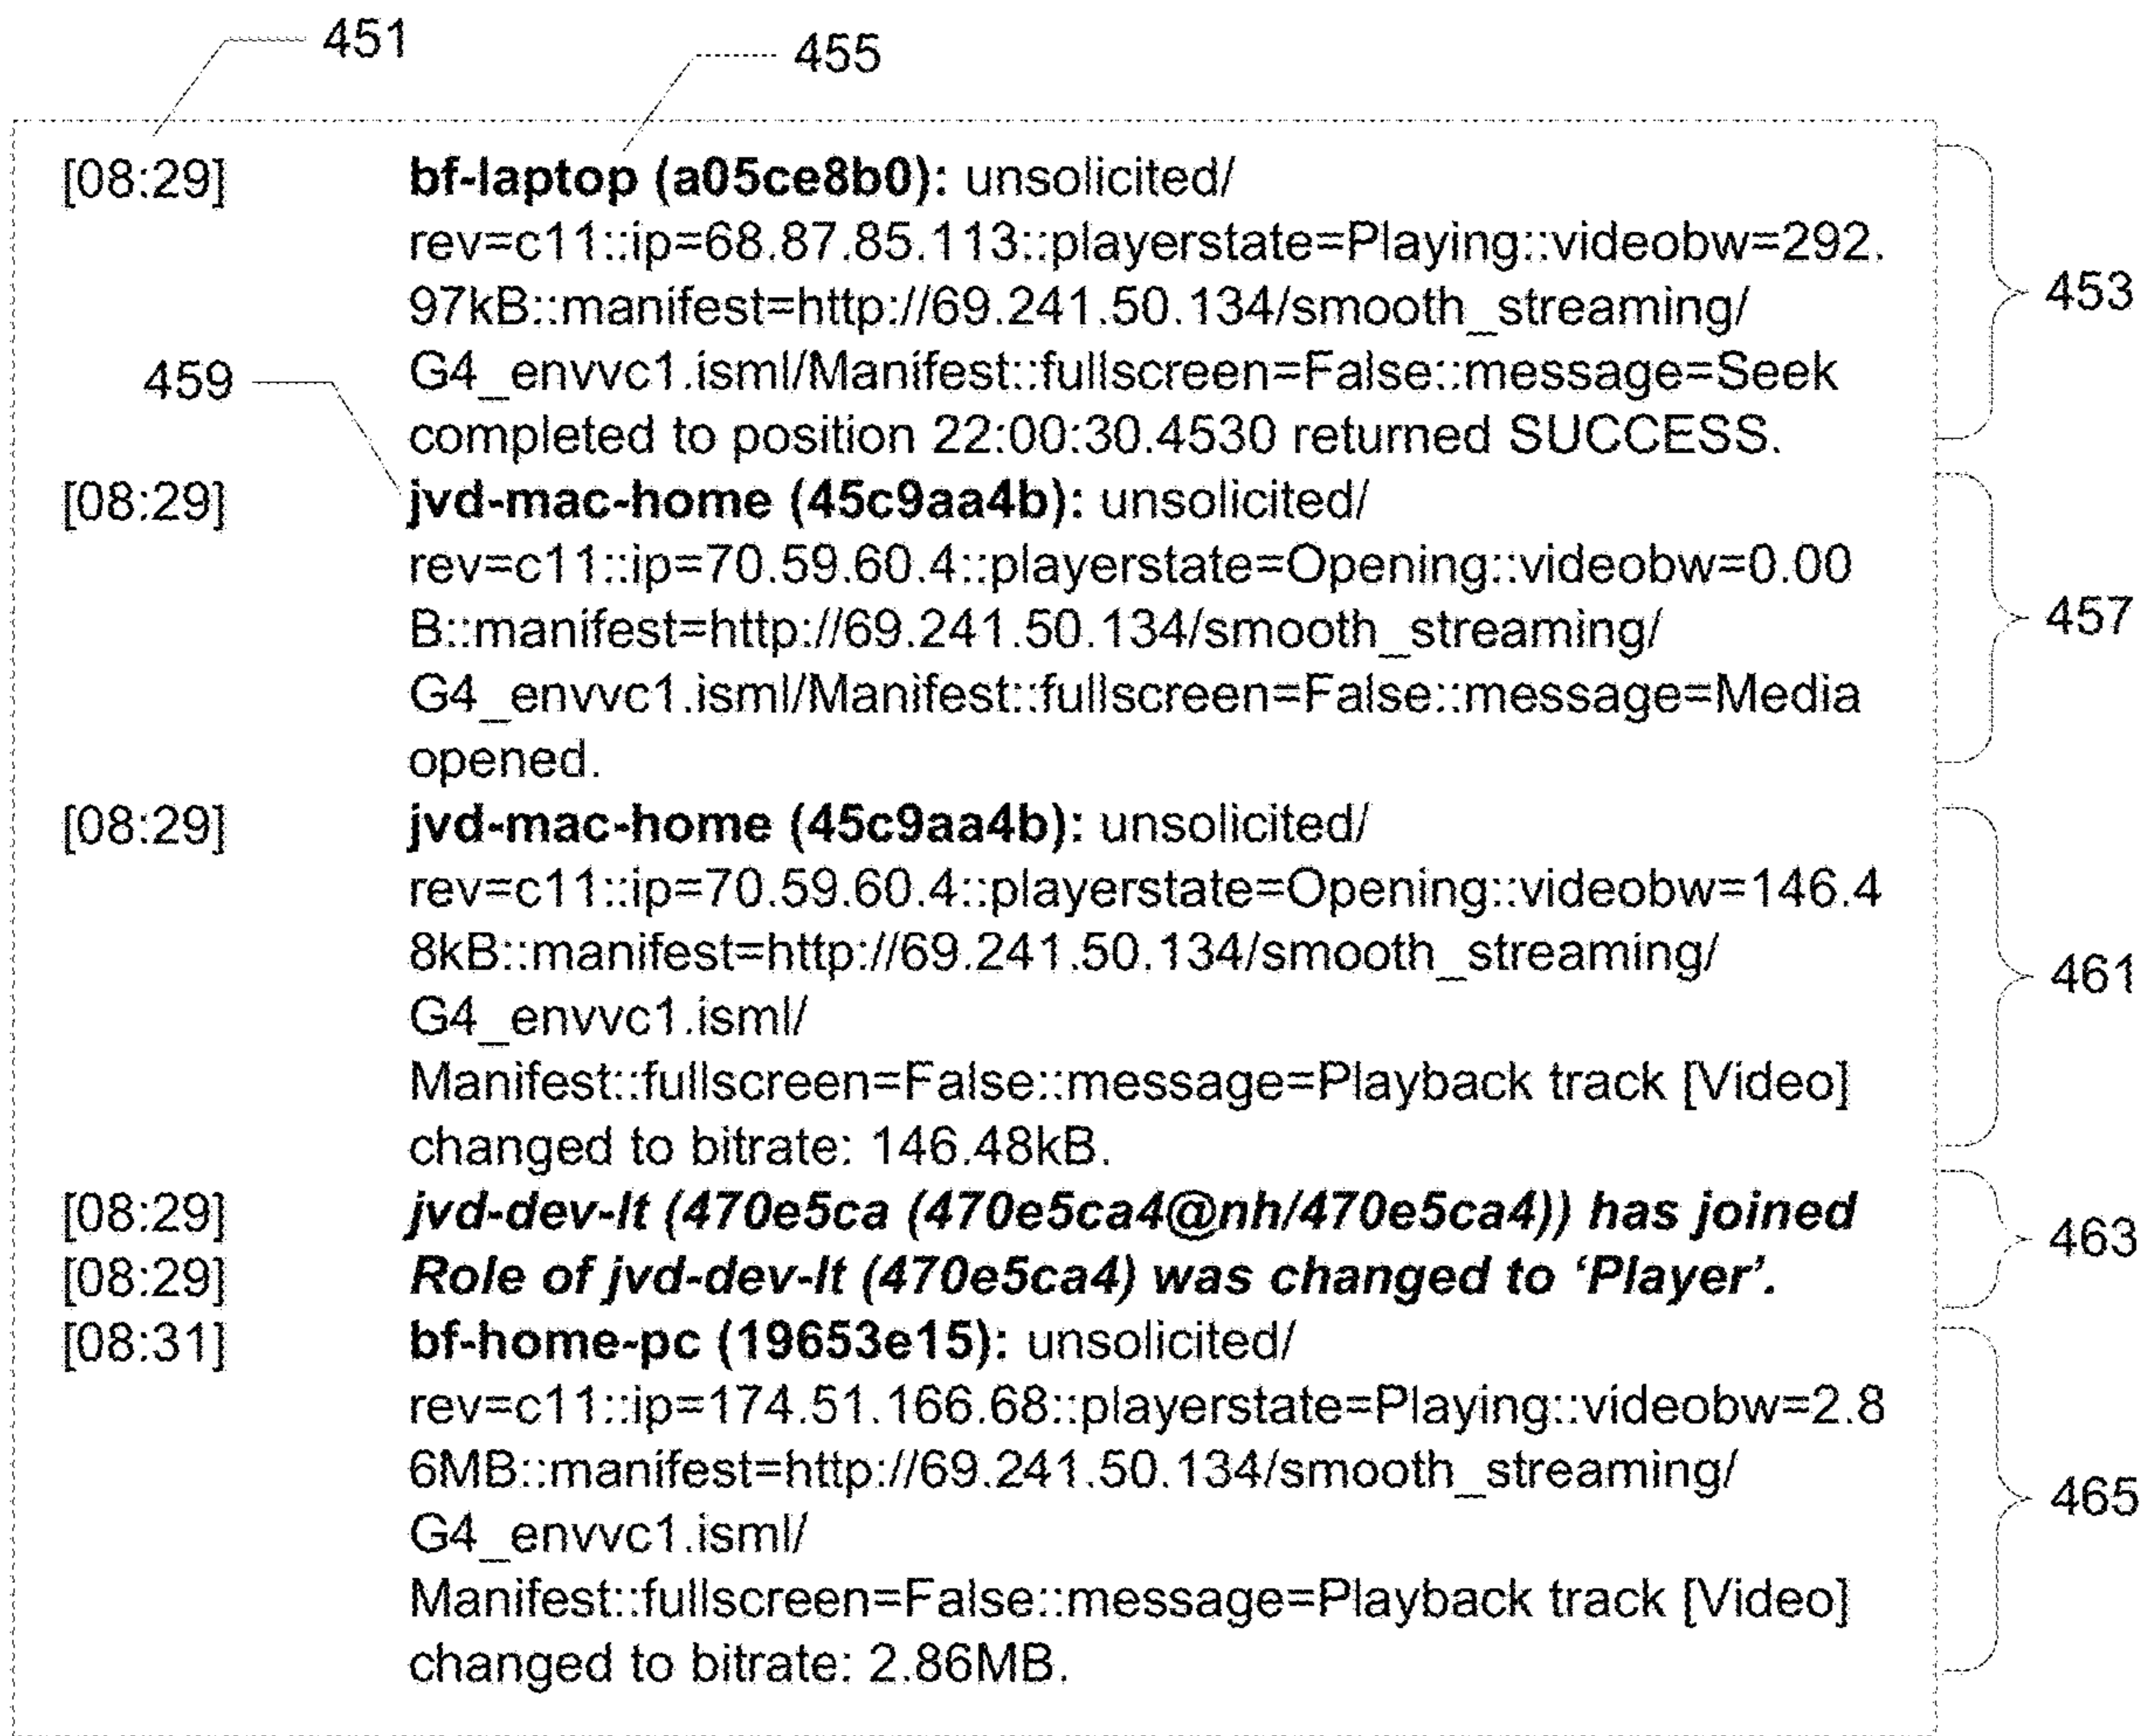 451
455
[08:29] bf-laptop (a05ce8b0): unsolicited/
rev=c11::ip=68.87.85.113::playerstate=Playing::videobw=292.
97kB::manifest=http://69.241.50.134/smooth_streaming/
453
G4_envvc1.isml/Manifest::fullscreen=False::message=Seek
459
completed to position 22:00:30.4530 returned SUCCESS.
[08:29] jvd-mac-home (45c9aa4b): unsolicited/
rev=c11::ip=70.59.60.4::playerstate=Opening::videobw=0.00
B::manifest=http://69.241.50.134/smooth_streaming/
457
G4_envvc1.isml/Manifest::fullscreen=False::message=Media
opened.
[08:29] jvd-mac-home (45c9aa4b): unsolicited/
rev=c11::ip=70.59.60.4::playerstate=Opening::videobw=146.4
8kB::manifest=http://69.241.50.134/smooth_streaming/
461
G4_envvc1.isml/
Manifest::fullscreen=False::message=Playback track [Video]
changed to bitrate: 146.48kB.
[08:29] jvd-dev-lt (470e5ca (470e5ca4@nh/470e5ca4)) has joined
463
[08:29] Role of jvd-dev-lt (470e5ca4) was changed to ‘Player’.
[08:31] bf-home-pc (19653e15): unsolicited/
rev=c11::ip=174.51.166.68::playerstate=Playing::videobw=2.8
6MB::manifest=http://69.241.50.134/smooth_streaming/
465
G4_envvc1.isml/
Manifest::fullscreen=False::message=Playback track [Video]
changed to bitrate: 2.86MB.